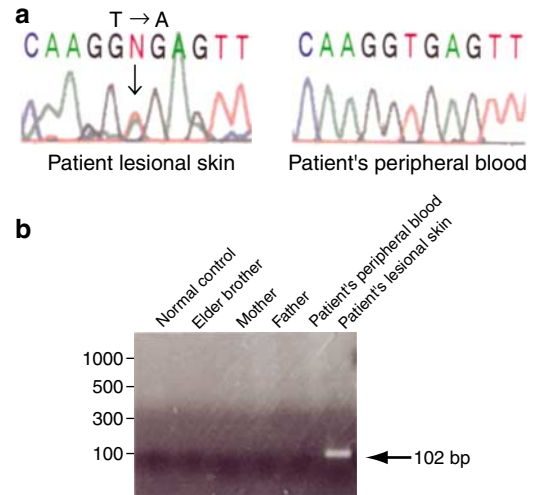 a
T → A
CAAGGNGAGTT
CAAGGTGAGTT
Patient lesional skin
Patient's peripheral blood
b
Normal control
Elder brother
Mother
Father
Patient's peripheral blood
Patient's lesional skin
1000
500
300
100
102 bp